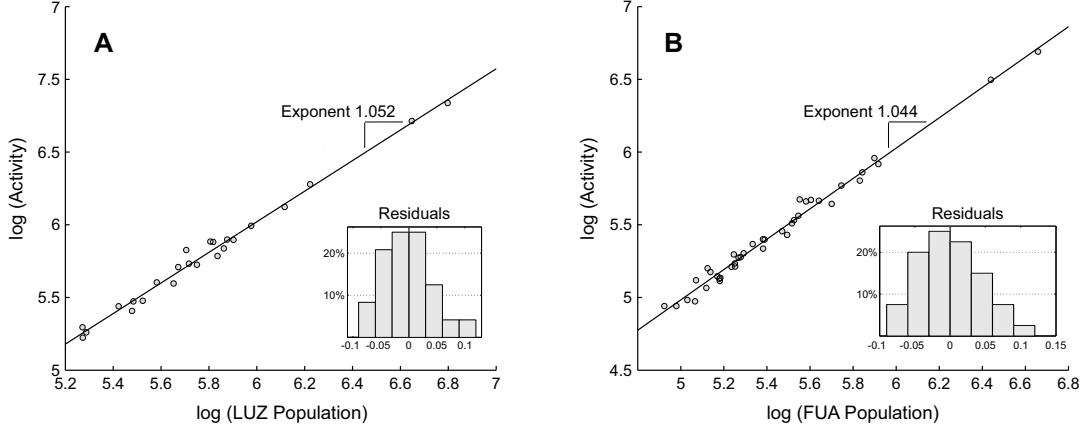 A
Exponent 1.052
log (Activity)
7
7.5
6.5
6
5.5
5
Residuals
20%
10%
-0.1 -0.05 0 0.05 0.1
5.2 5.4 5.6 5.8 6 6.2 6.4 6.6 6.8 7
log (LUZ Population)
B
Exponent 1.044
log (Activity)
7
6.5
6
5.5
5
4.5
Residuals
20%
10%
-0.1 -0.05 0 0.05 0.1 0.15
5 5.2 5.4 5.6 5.8 6 6.2 6.4 6.6 6.8
log (FUA Population)